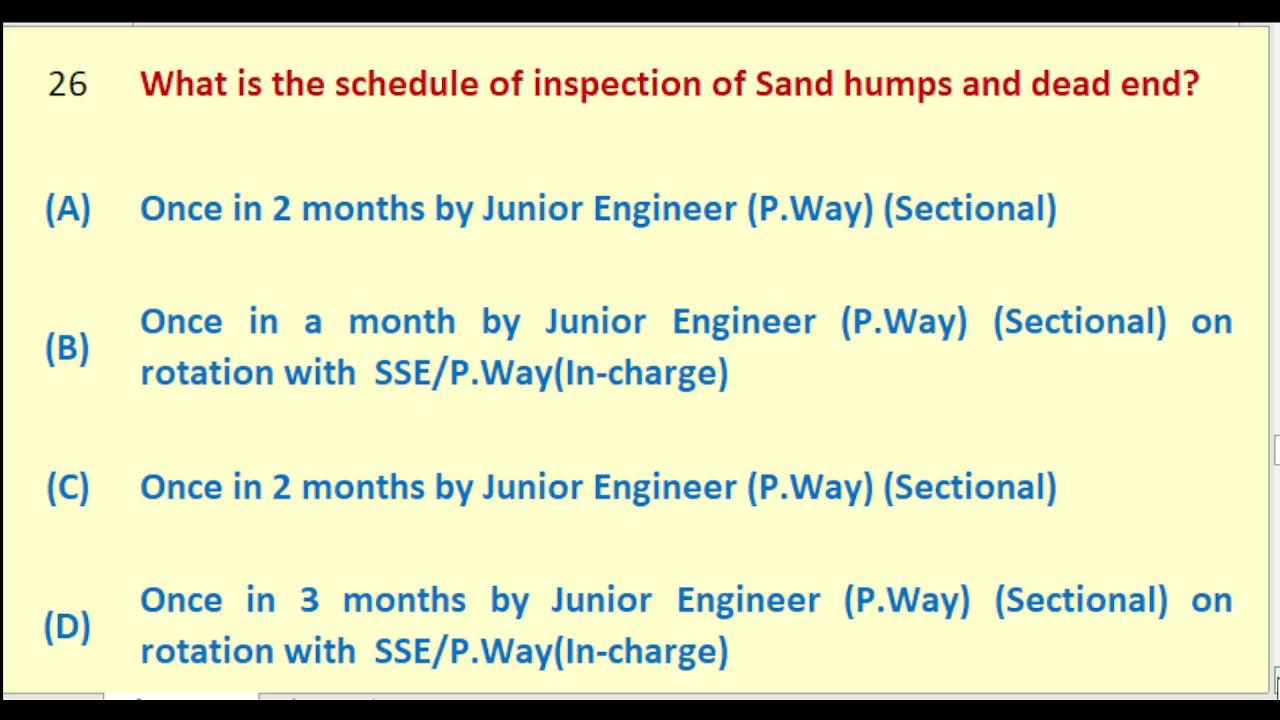 26 What is the schedule of inspection of Sand humps and dead end?
(A) Once in 2 months by Junior Engineer (P.Way) (Sectional)
(B) Once in a month by Junior Engineer (P.Way) (Sectional) on
rotation with SSE/P.Way(In-charge)
(C) Once in 2 months by Junior Engineer (P.Way) (Sectional)
(D) Once in 3 months by Junior Engineer (P.Way) (Sectional) on
rotation with SSE/P.Way(In-charge)